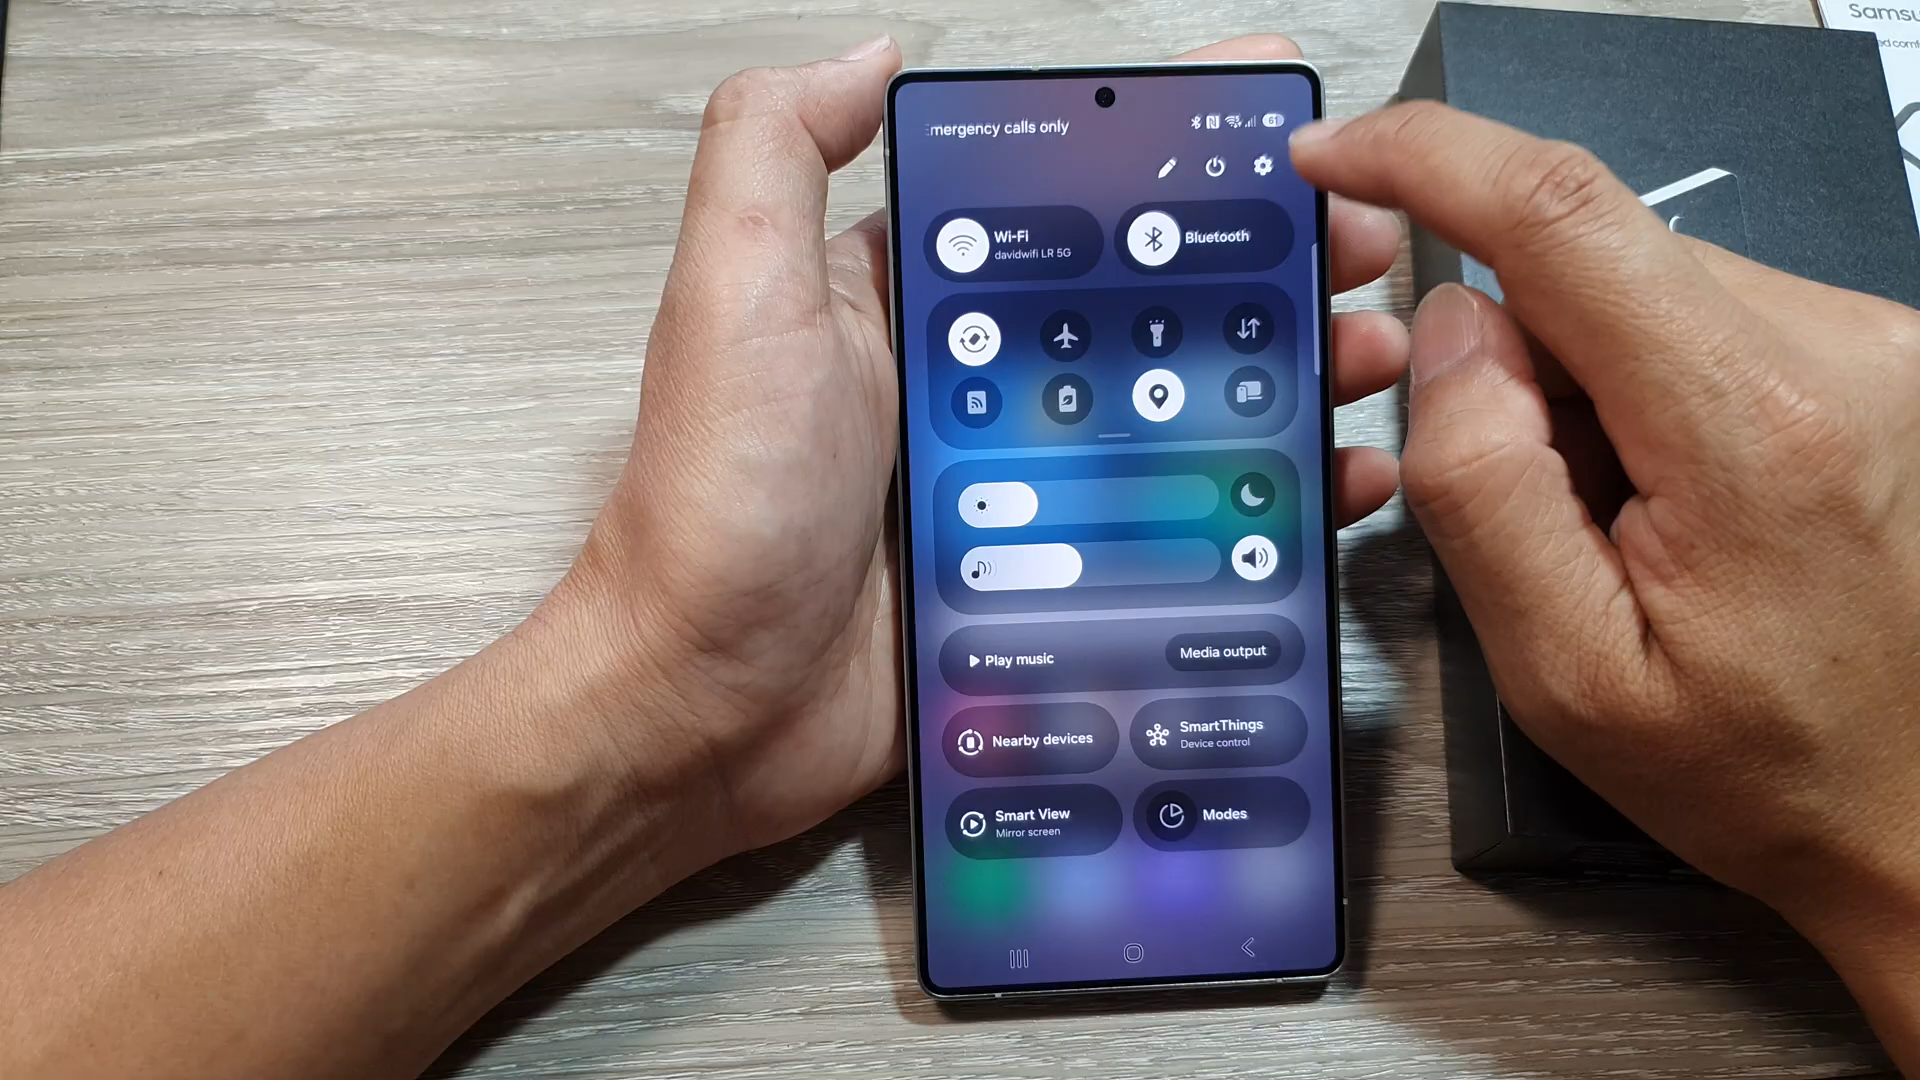 Samsu
mergency calls only
61
Wi-Fi
davidwifi LR 5G
Bluetooth
Play music
Media output
Nearby devices
SmartThings
Device control
Smart View
Mirror screen
Modes